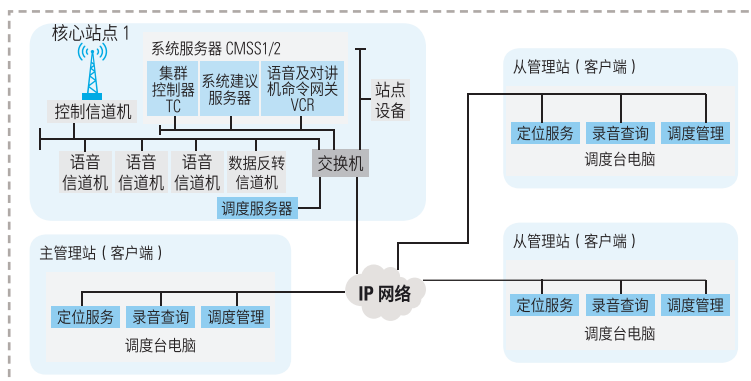 核心站点 1
系统服务器 CMSS1/2
集群
控制器
TC
系统建议
服务器
语音及对讲
机命令网关
VCR
站点
设备
控制信道机
语音
信道机
语音
信道机
语音
信道机
数据反转
信道机
交换机
调度服务器
从管理站（客户端）
定位服务
录音查询
调度管理
调度台电脑
主管理站（客户端）
定位服务
录音查询
调度管理
调度台电脑
IP 网络
从管理站（客户端）
定位服务
录音查询
调度管理
调度台电脑